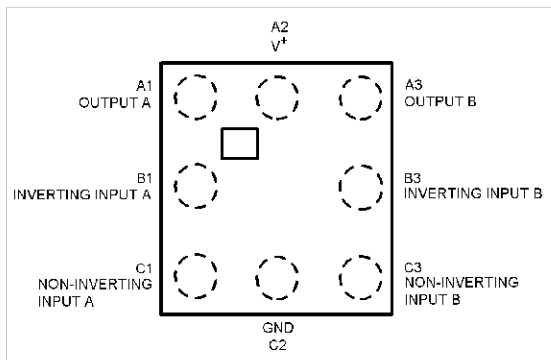 A2
V+
A1
OUTPUT A
A3
OUTPUT B
B1
INVERTING INPUT A
B3
INVERTING INPUT B
C1
NON-INVERTING
INPUT A
C3
NON-INVERTING
INPUT B
GND
C2